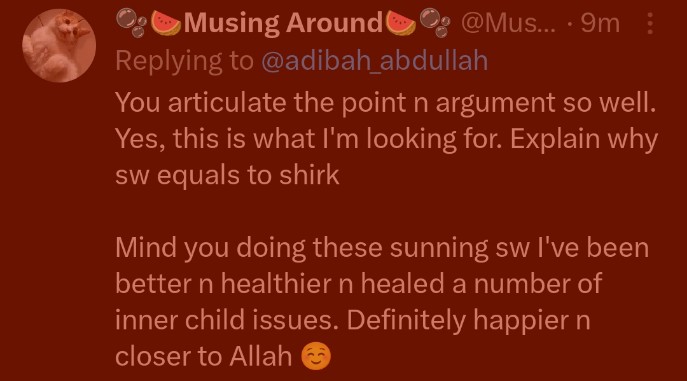 🫧🍉Musing Around🍉🫧 @Mus... · 9m
Replying to @adibah_abdullah
You articulate the point n argument so well.
Yes, this is what I'm looking for. Explain why
sw equals to shirk
Mind you doing these sunning sw I've been
better n healthier n healed a number of
inner child issues. Definitely happier n
closer to Allah ☺️